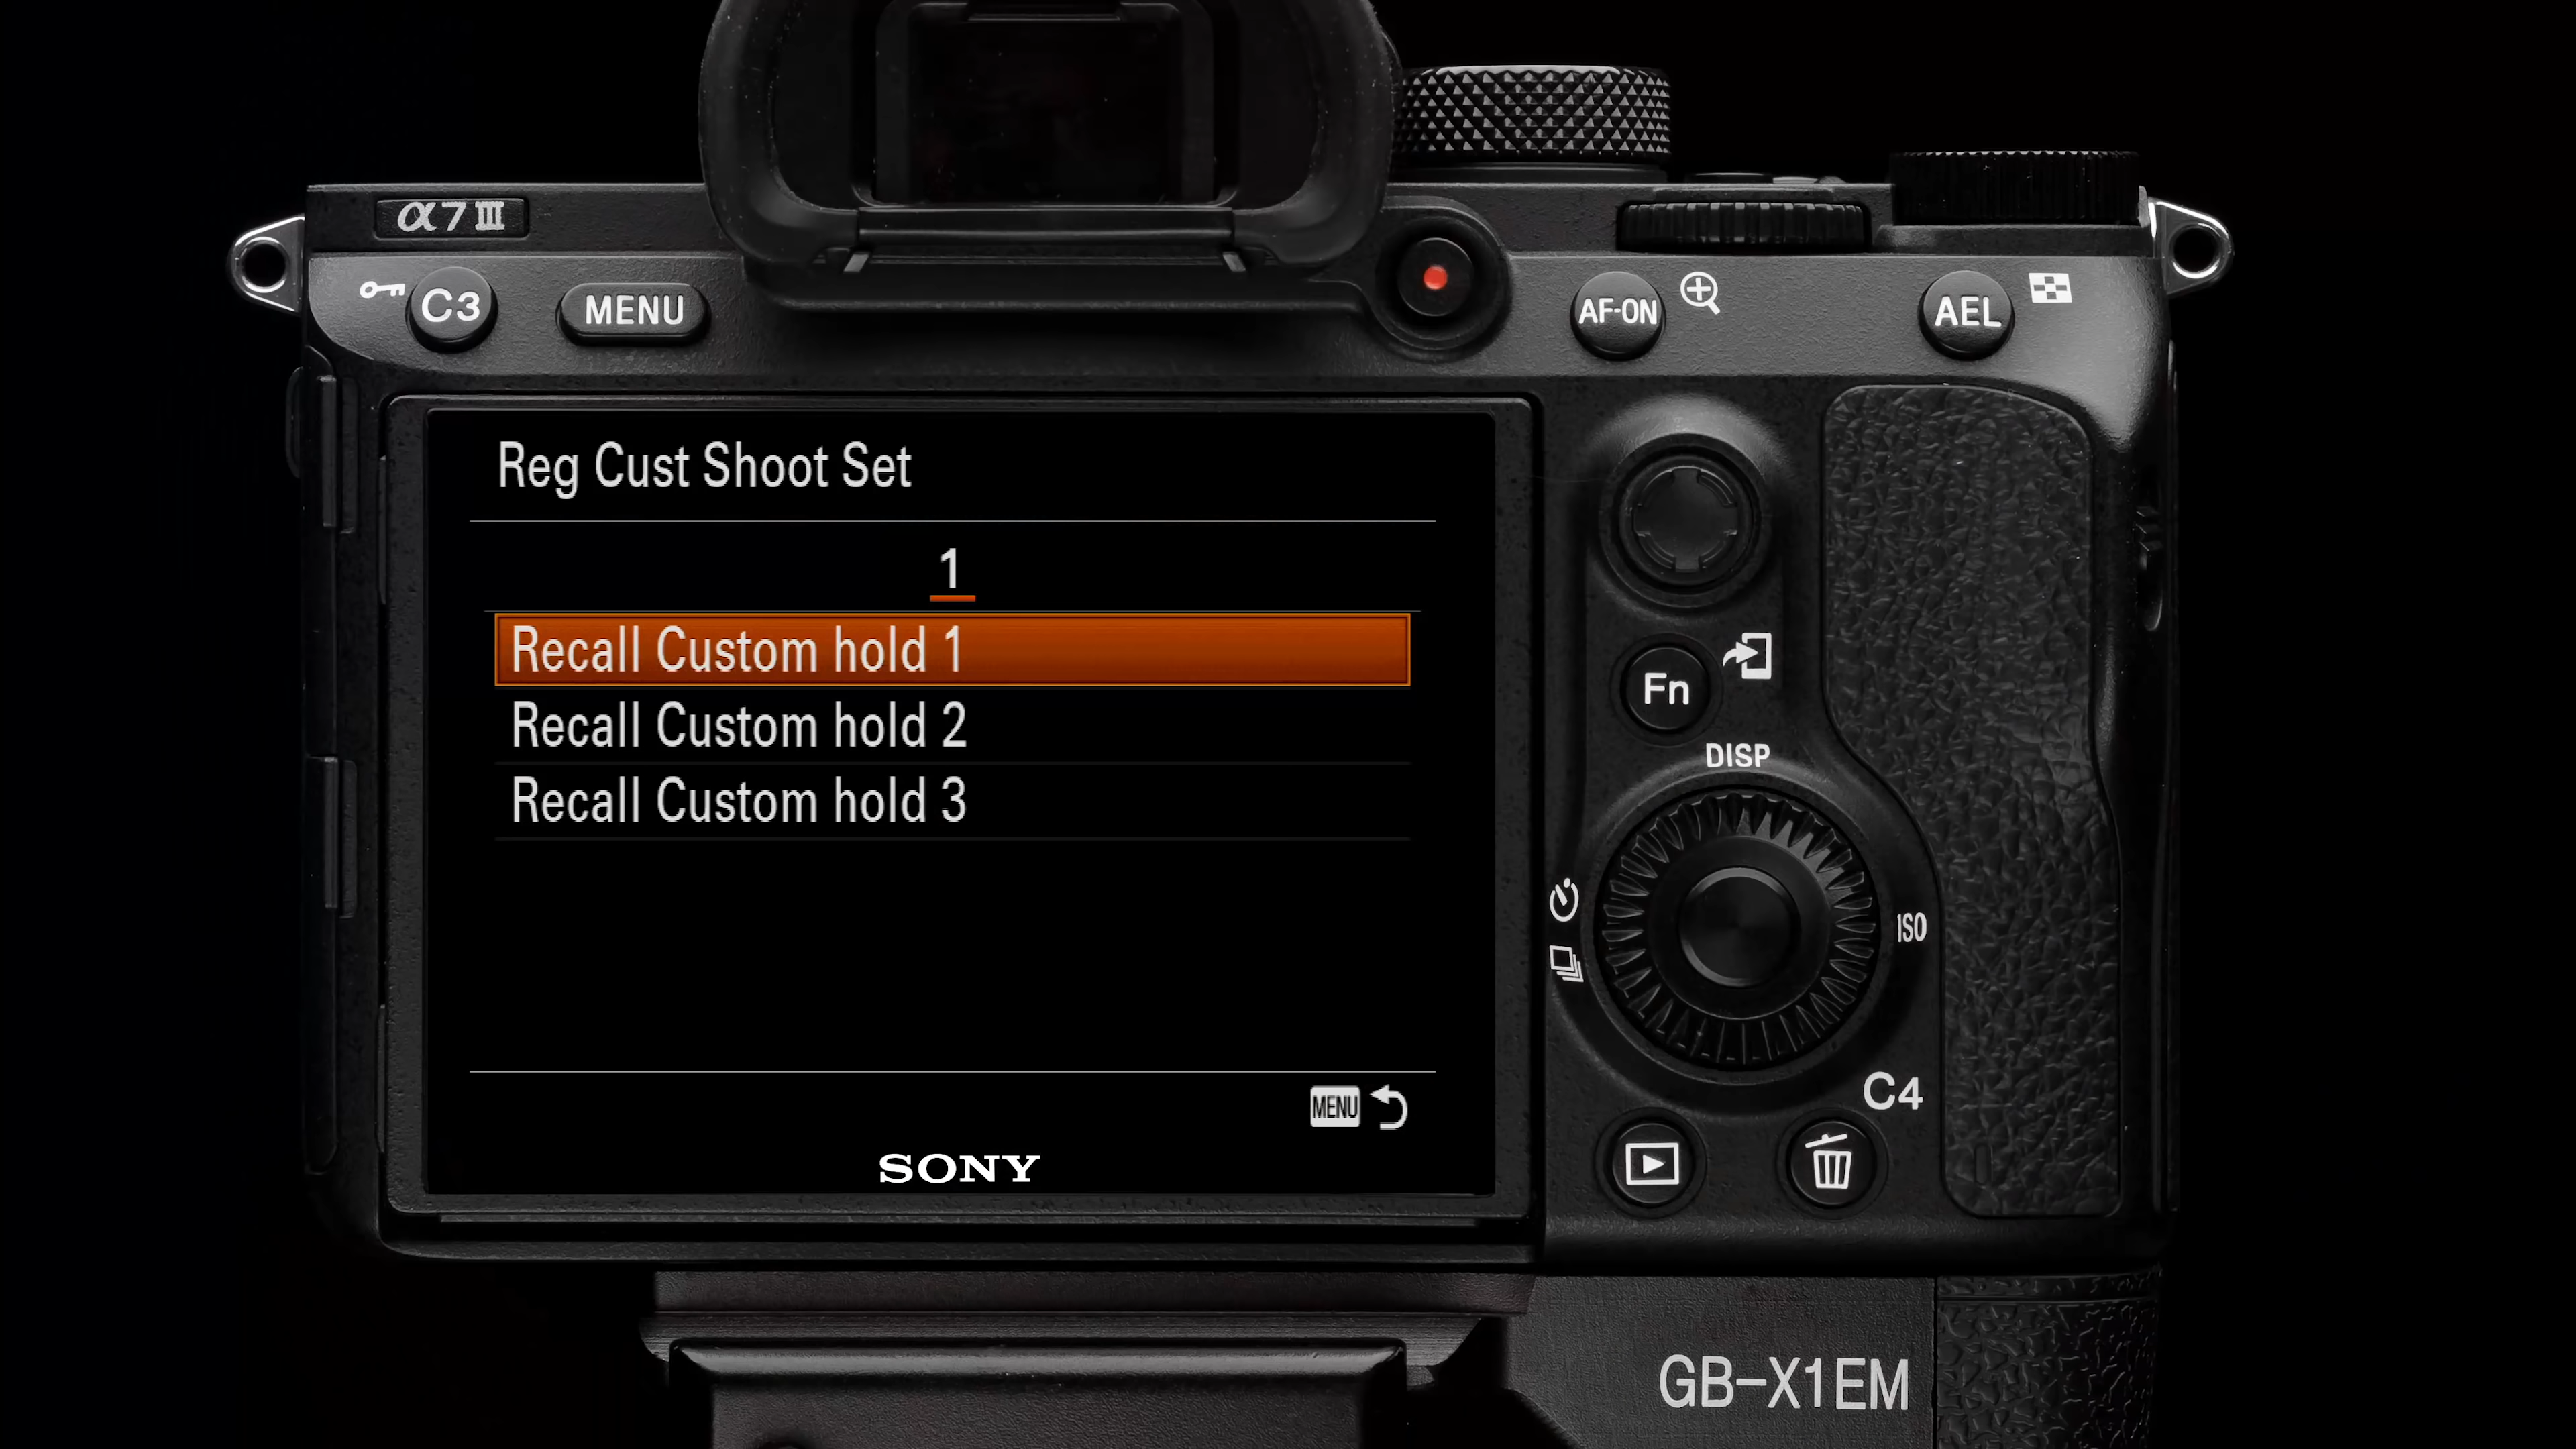 α7III
C3
MENU
AF-ON
AEL
Reg Cust Shoot Set
1
Recall Custom hold 1
Recall Custom hold 2
Recall Custom hold 3
MENU
SONY
Fn
DISP
ISO
C4
GB-X1EM